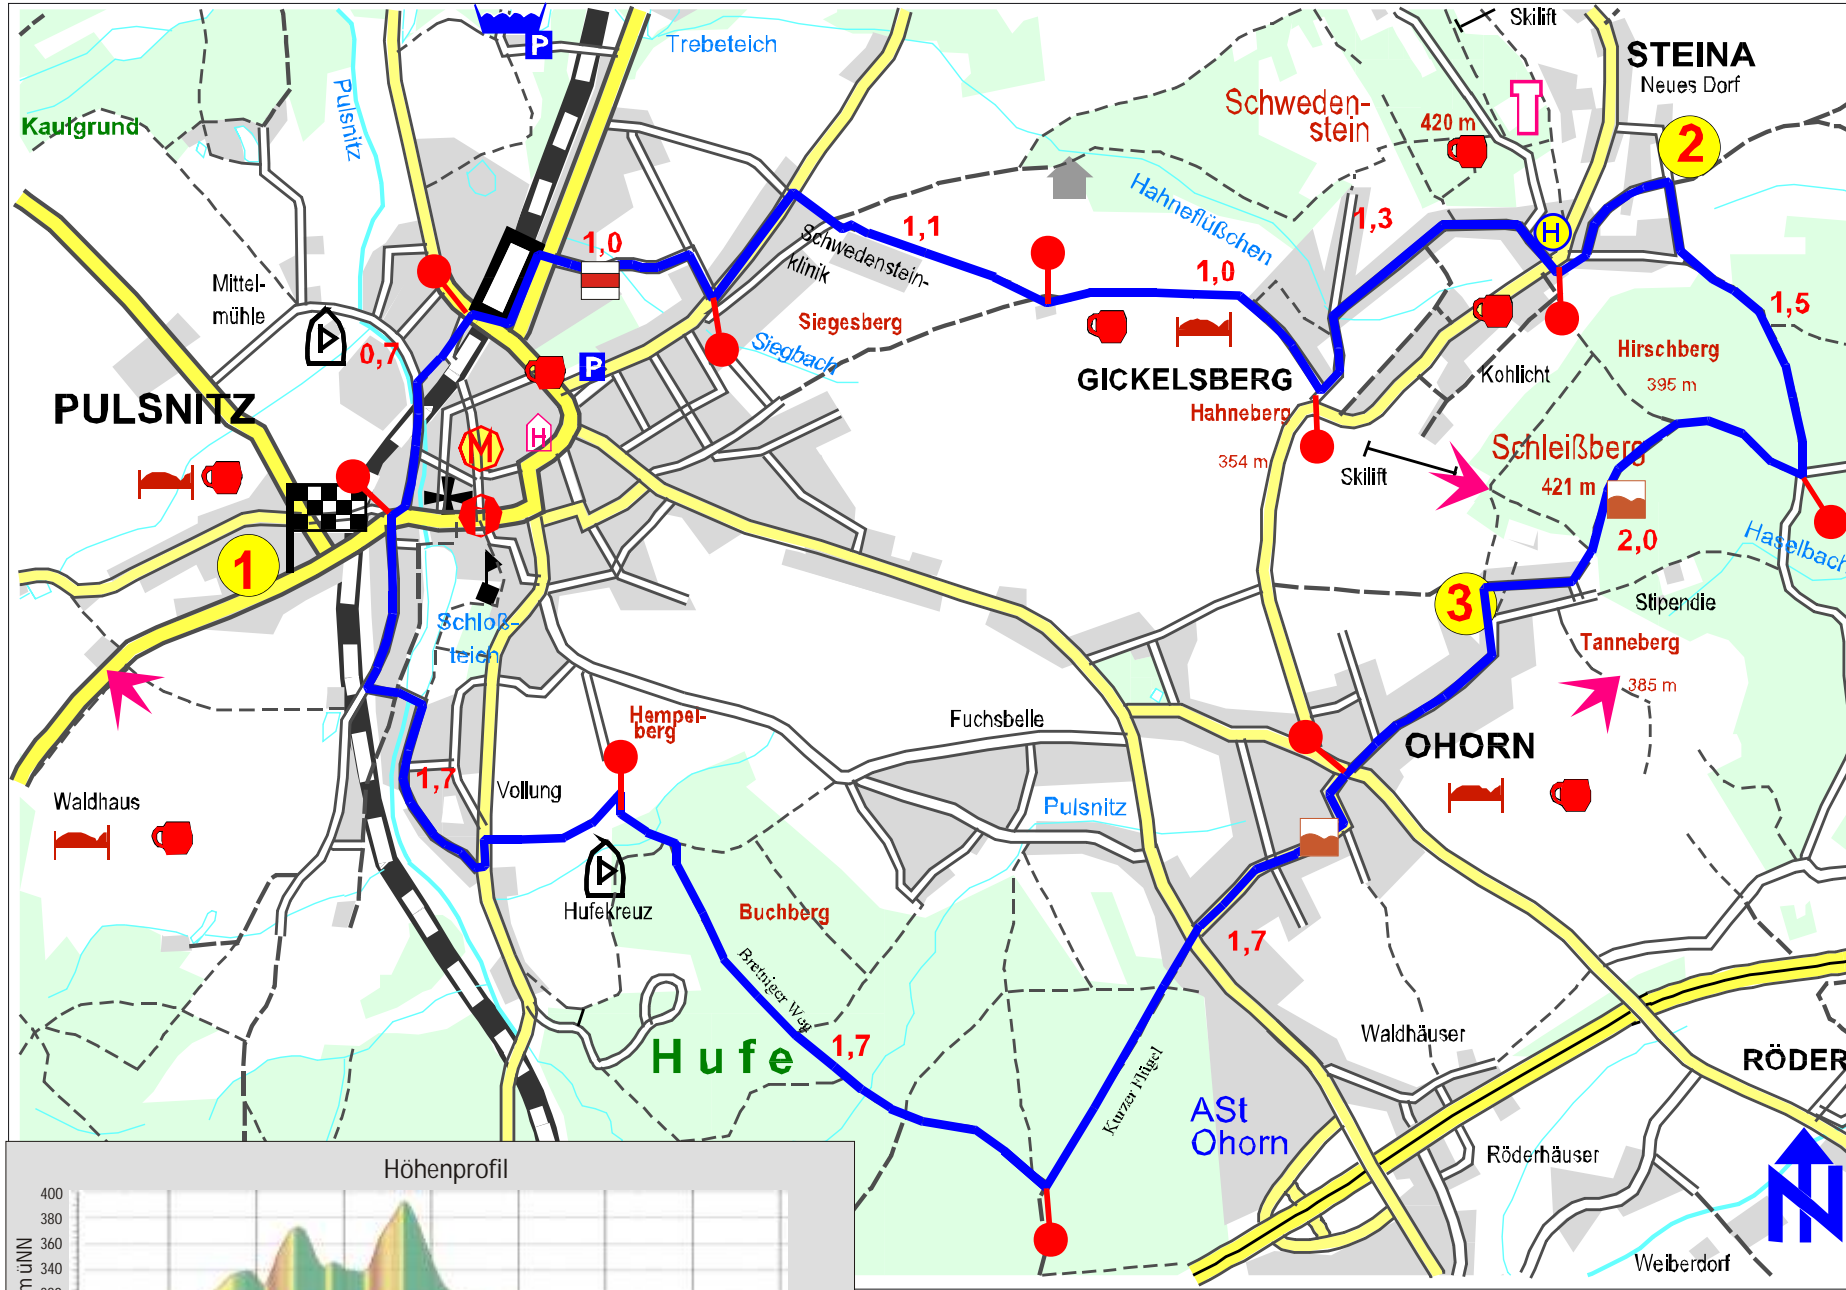 Skilift
STEINA
Neues Dorf
P
Trebeteich
Pulsnitz
Kaufgrund
Schweden-
stein
420 m
2
Hahneflüßchen
1,3
H
1,1
1,0
Schwedenstein-
klinik
1,0
Mittel-
mühle
0,7
Siegesberg
Siegbach
P
1,5
Hirschberg
395 m
Kohlicht
GICKELSBERG
Hahneberg
354 m
PULSNITZ
M
H
Skilift
Schleißberg
421 m
2,0
Haselbach
I
1
3
Stipendie
Schloß-
teich
Tanneberg
385 m
Hempel-
berg
Fuchsbelle
OHORN
1,7
Vollung
Waldhaus
Pulsnitz
Hufekreuz
Buchberg
1,7
Bretniger Weg
Hufe
1,7
Kurzer Flügel
Waldhäuser
RÖDER
ASt
Ohorn
Röderhäuser
N
Weiberdorf
Höhenprofil
400
380
360
340
m üNN